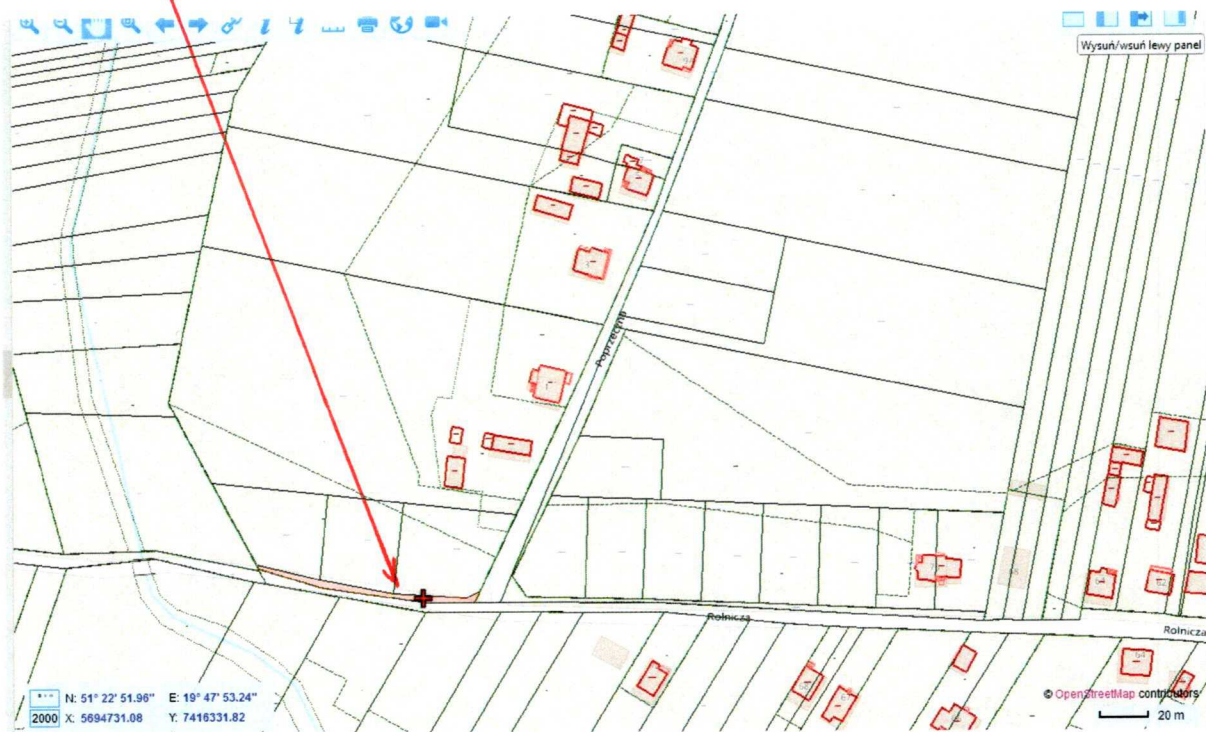 Wysuń/wsuń lewy panel
Poprzeczna
Rolnicza
Rolnicza
N: 51° 22' 51.96" E: 19° 47' 53.24"
2000 X: 5694731.08 Y: 7416331.82
© OpenStreetMap contributors
20 m